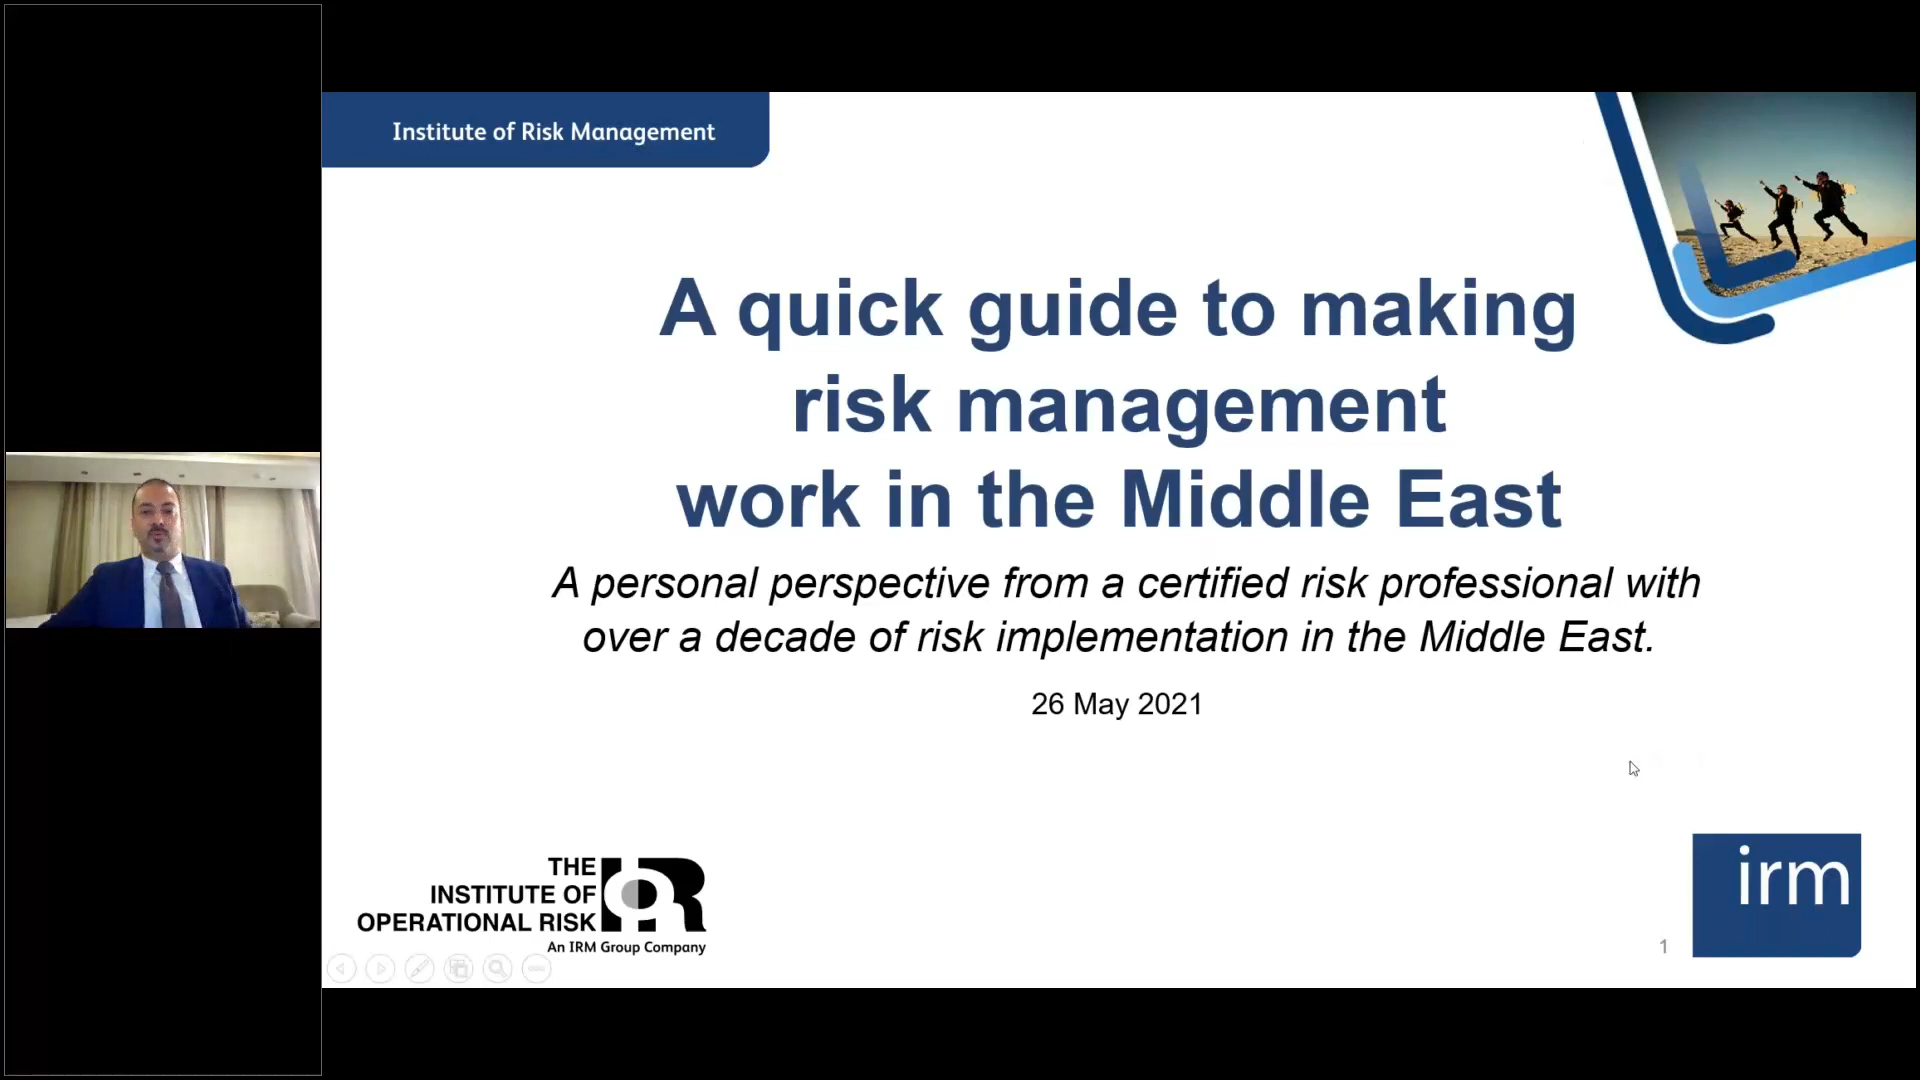 Institute of Risk Management
A quick guide to making
risk management
work in the Middle East
A personal perspective from a certified risk professional with
over a decade of risk implementation in the Middle East.
26 May 2021
THE
INSTITUTE OF
OPERATIONAL RISK
IOR
An IRM Group Company
1
irm